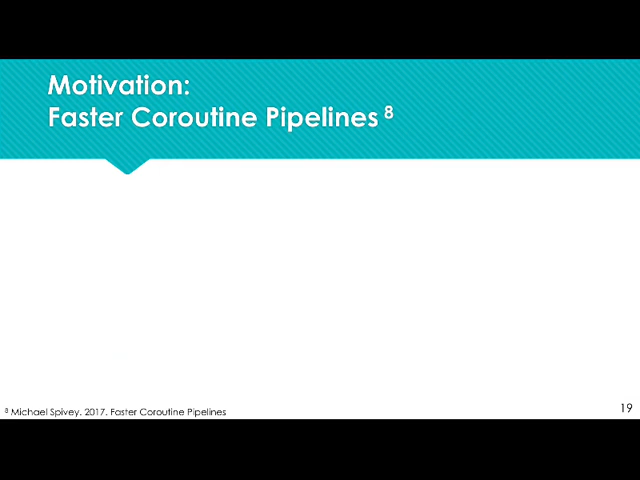 Motivation:
Faster Coroutine Pipelines ⁸
⁸ Michael Spivey. 2017. Faster Coroutine Pipelines
19